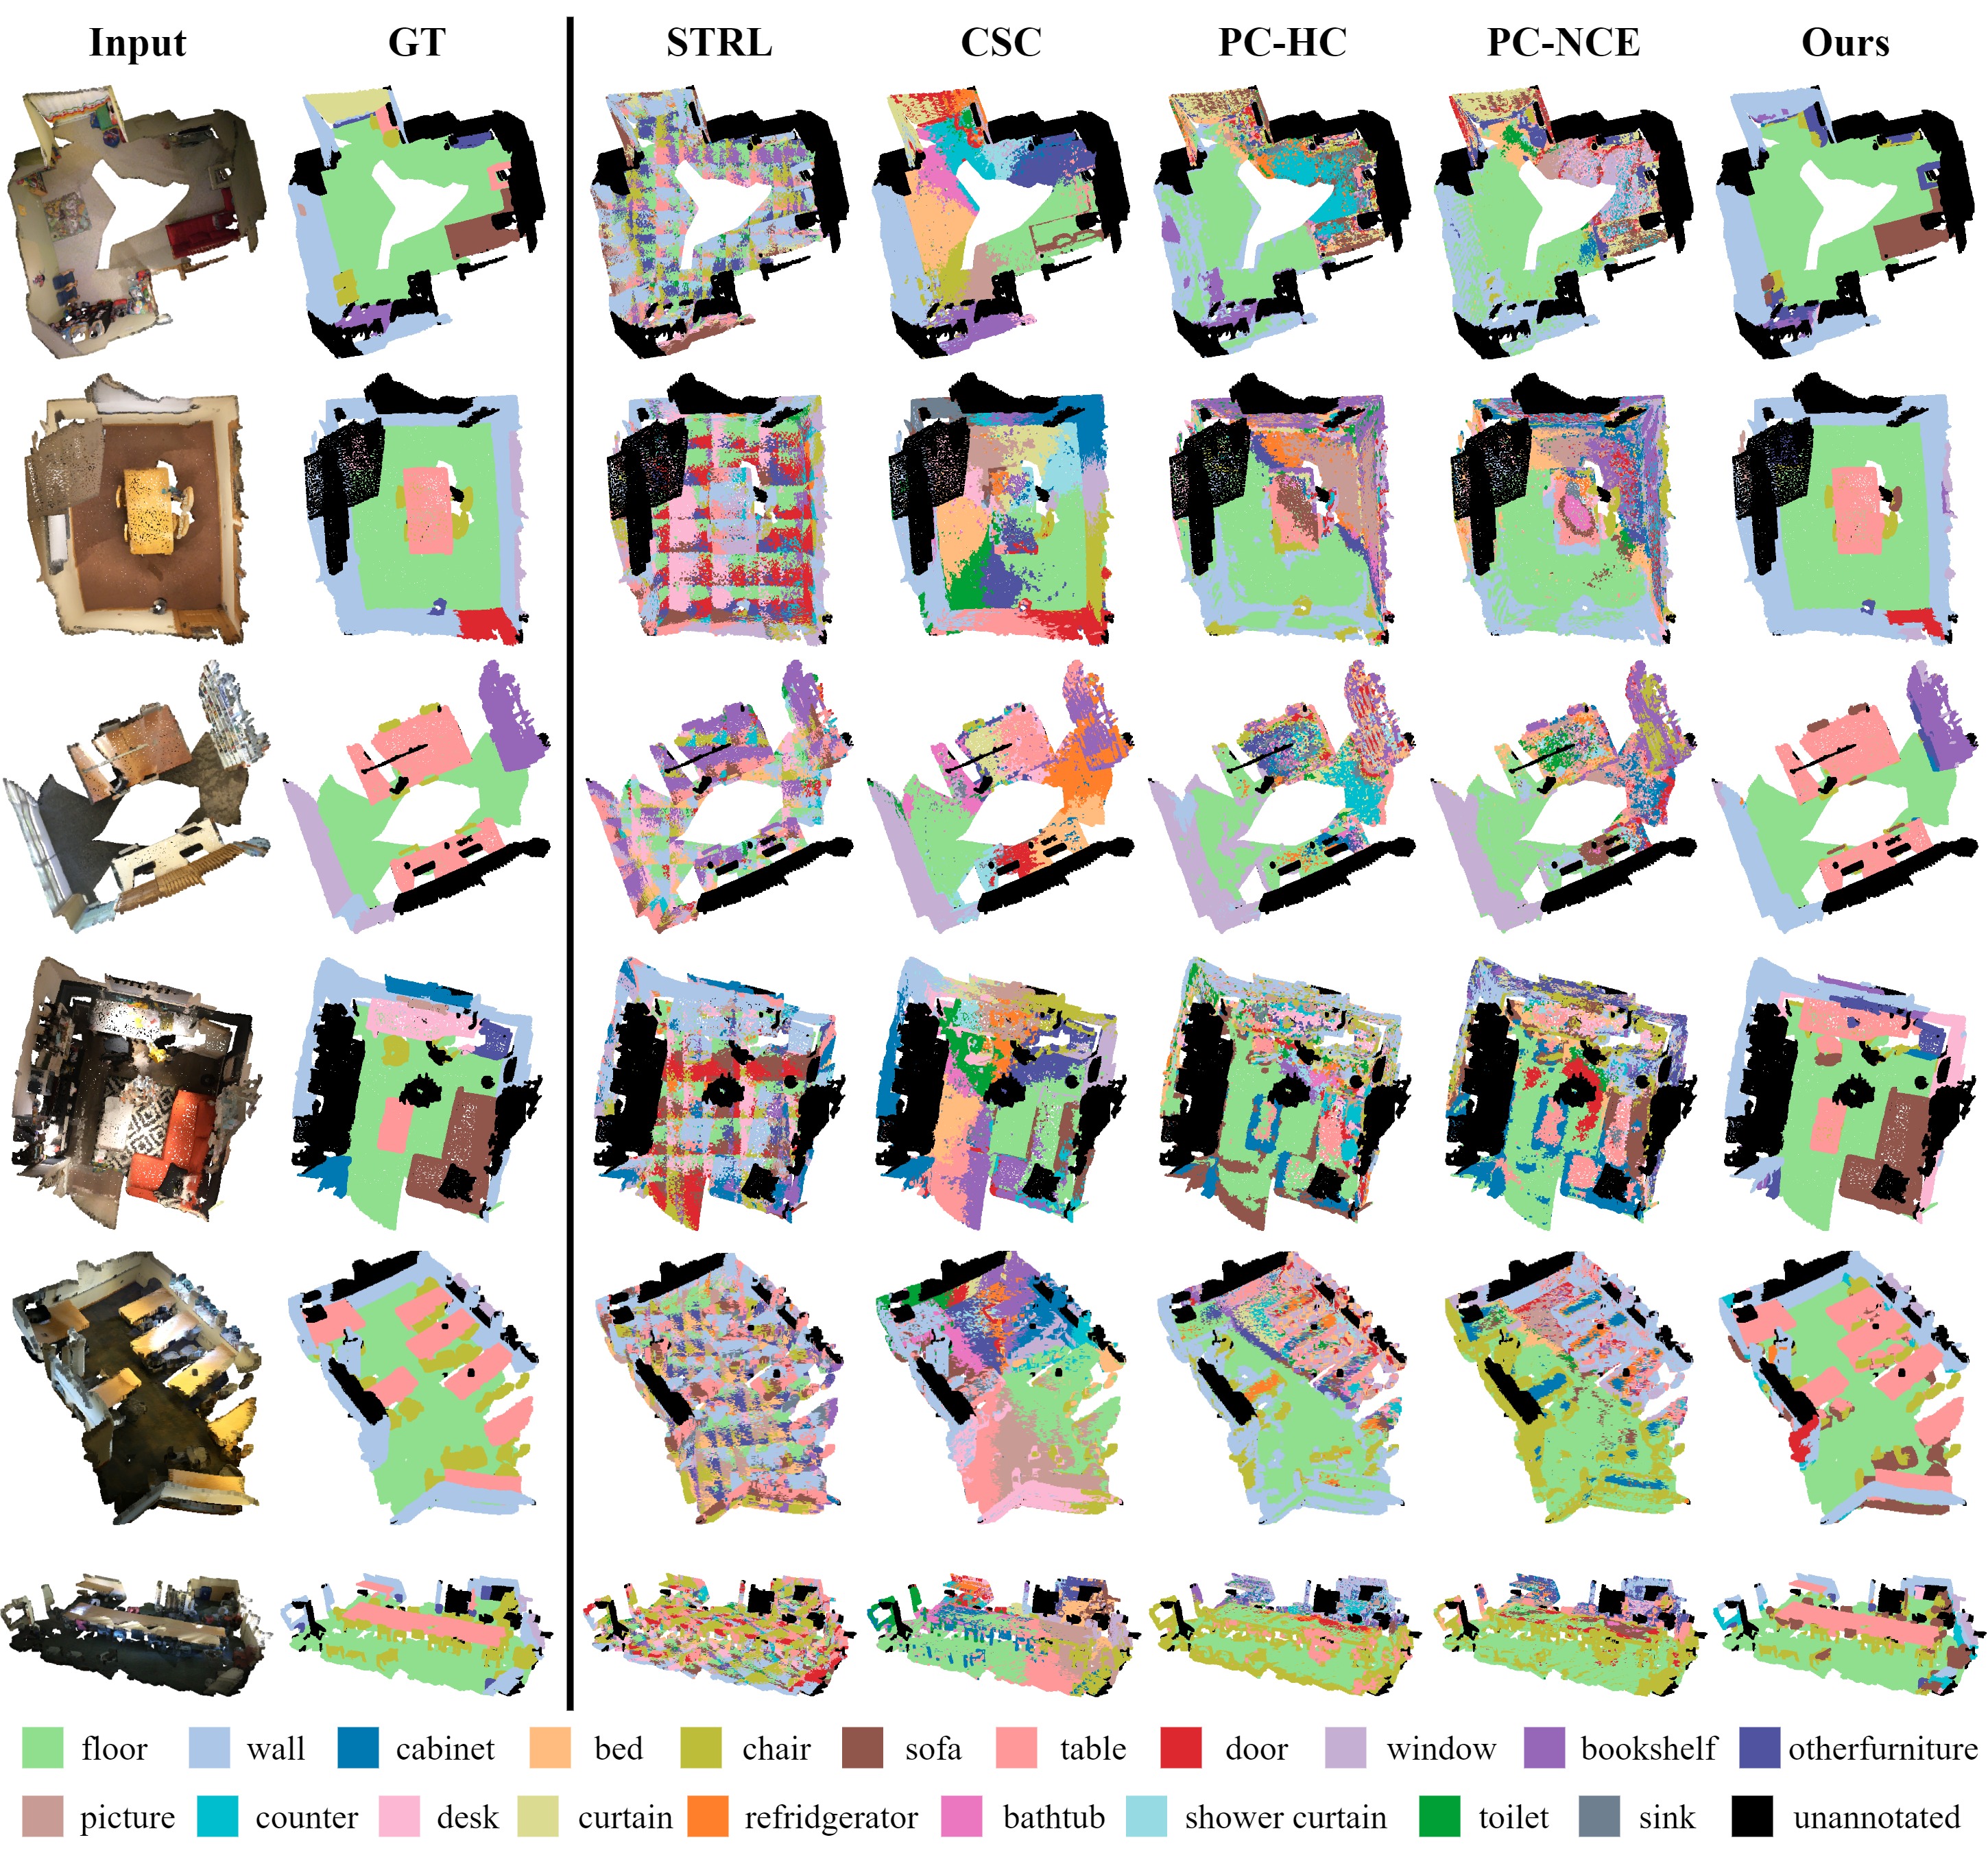 Input GT STRL CSC PC-HC PC-NCE Ours
floor wall cabinet bed chair sofa table door window bookshelf otherfurniture
picture counter desk curtain refridgerator bathtub shower curtain toilet sink unannotated